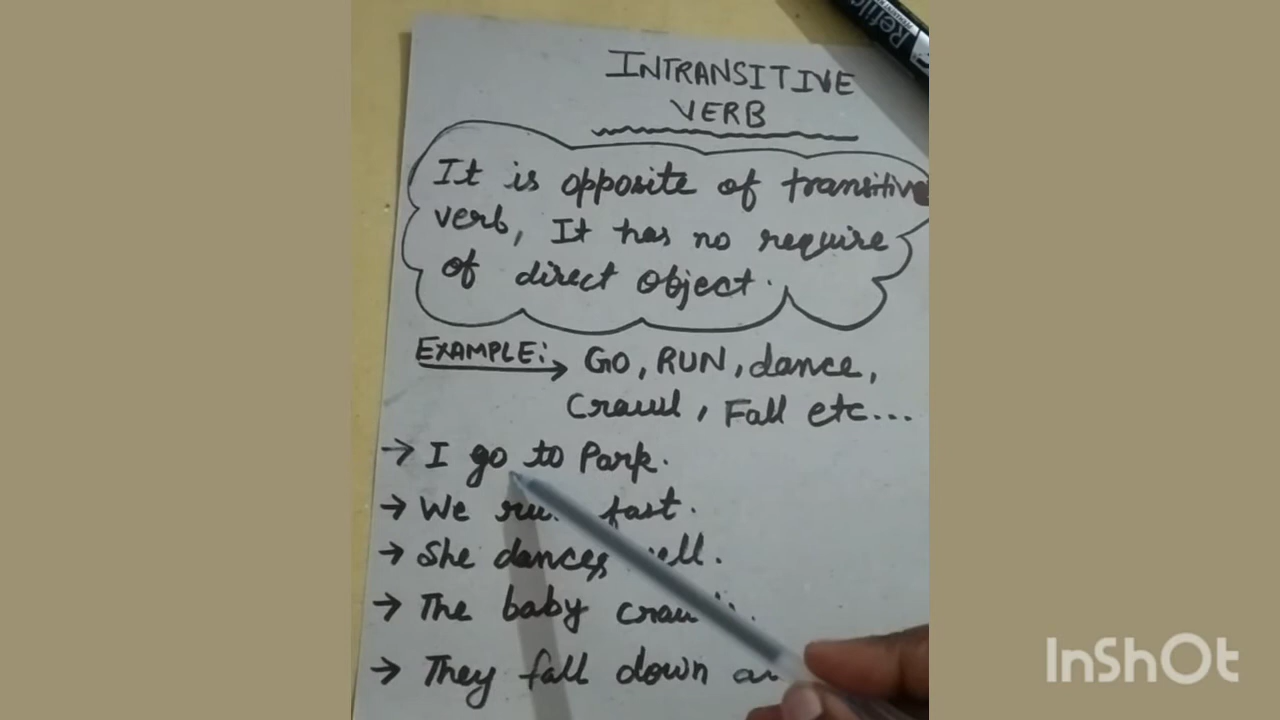 Refill
INTRANSITIVE
VERB
It is opposite of transitive
verb, It has no require
of direct object.
EXAMPLE:→ GO, RUN, dance,
Crawl, Fall etc...
→ I go to Park.
→ We fast.
→ She dances
→ The baby
→ They fall down
InShOt